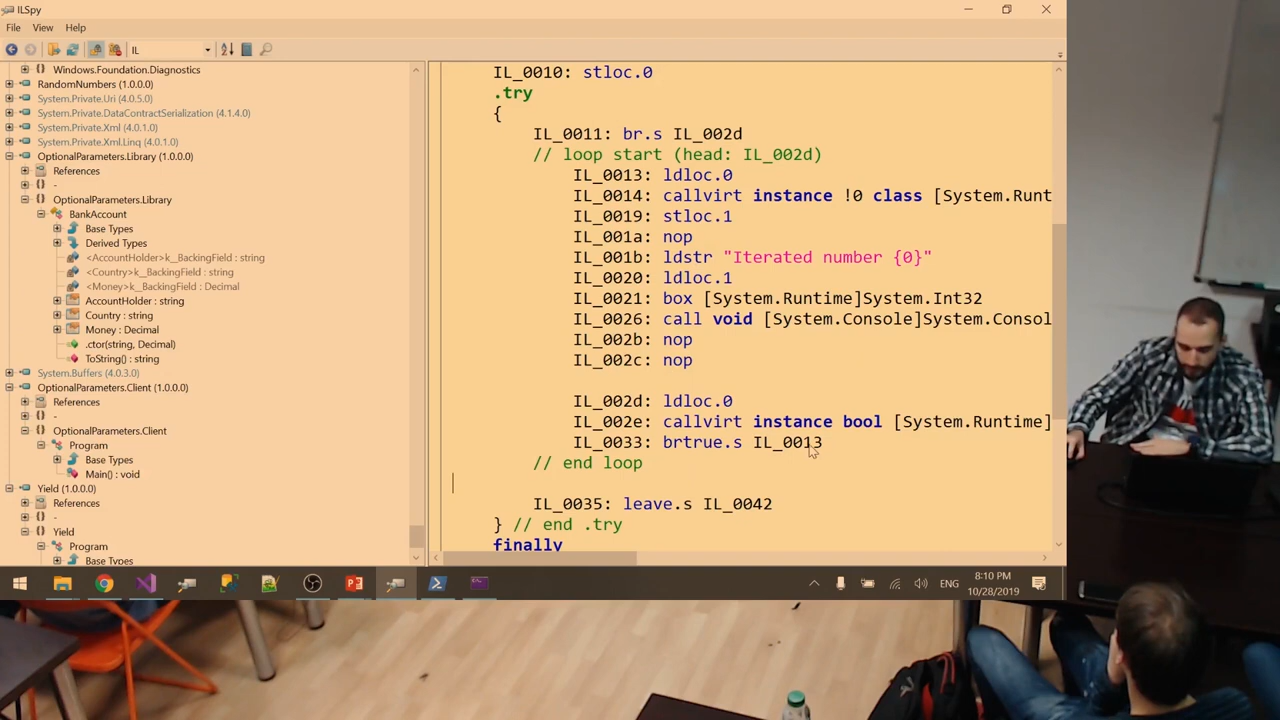 ILSpy
File View Help
IL
Windows.Foundation.Diagnostics
RandomNumbers (1.0.0.0)
System.Private.Uri (4.0.5.0)
System.Private.DataContractSerialization (4.1.4.0)
System.Private.Xml (4.0.1.0)
System.Private.Xml.Linq (4.0.1.0)
OptionalParameters.Library (1.0.0.0)
References
-
OptionalParameters.Library
BankAccount
Base Types
Derived Types
<AccountHolder>k__BackingField : string
<Country>k__BackingField : string
<Money>k__BackingField : Decimal
AccountHolder : string
Country : string
Money : Decimal
.ctor(string, Decimal)
ToString() : string
System.Buffers (4.0.3.0)
OptionalParameters.Client (1.0.0.0)
References
-
OptionalParameters.Client
Program
Base Types
Main() : void
Yield (1.0.0.0)
References
-
Yield
Program
Base Types
IL_0010: stloc.0
.try
{
IL_0011: br.s IL_002d
// loop start (head: IL_002d)
IL_0013: ldloc.0
IL_0014: callvirt instance !0 class [System.Runt
IL_0019: stloc.1
IL_001a: nop
IL_001b: ldstr "Iterated number {0}"
IL_0020: ldloc.1
IL_0021: box [System.Runtime]System.Int32
IL_0026: call void [System.Console]System.Consol
IL_002b: nop
IL_002c: nop
IL_002d: ldloc.0
IL_002e: callvirt instance bool [System.Runtime]
IL_0033: brtrue.s IL_0013
// end loop
IL_0035: leave.s IL_0042
} // end .try
finally
ENG
8:10 PM
10/28/2019